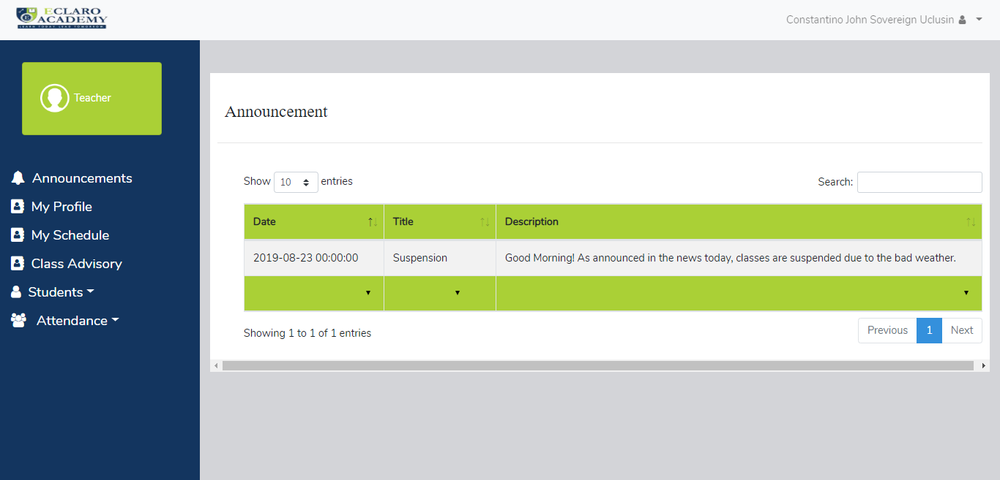 ECLARO
ACADEMY
LEARN TODAY, LEAD TOMORROW
Constantino John Sovereign Uclusin
Teacher
Announcements
My Profile
My Schedule
Class Advisory
Students
Attendance
Announcement
Show 10 entries
Search:
Date Title Description
2019-08-23 00:00:00 Suspension Good Morning! As announced in the news today, classes are suspended due to the bad weather.
Showing 1 to 1 of 1 entries
Previous 1 Next